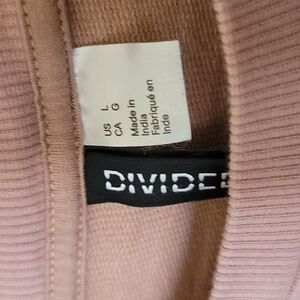 US L
CA G
Made in
India
Fabriqué en
Inde
DIVIDED